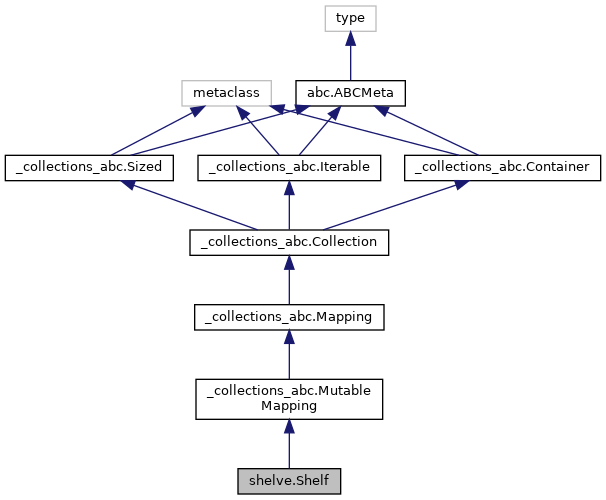 type
metaclass
abc.ABCMeta
_collections_abc.Sized
_collections_abc.Iterable
_collections_abc.Container
_collections_abc.Collection
_collections_abc.Mapping
_collections_abc.Mutable
Mapping
shelve.Shelf